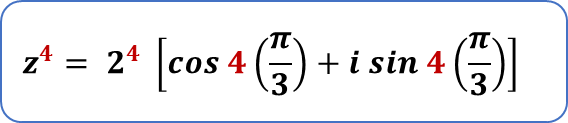 z⁴ = 2⁴ [cos 4 (π/3) + i sin 4 (π/3)]